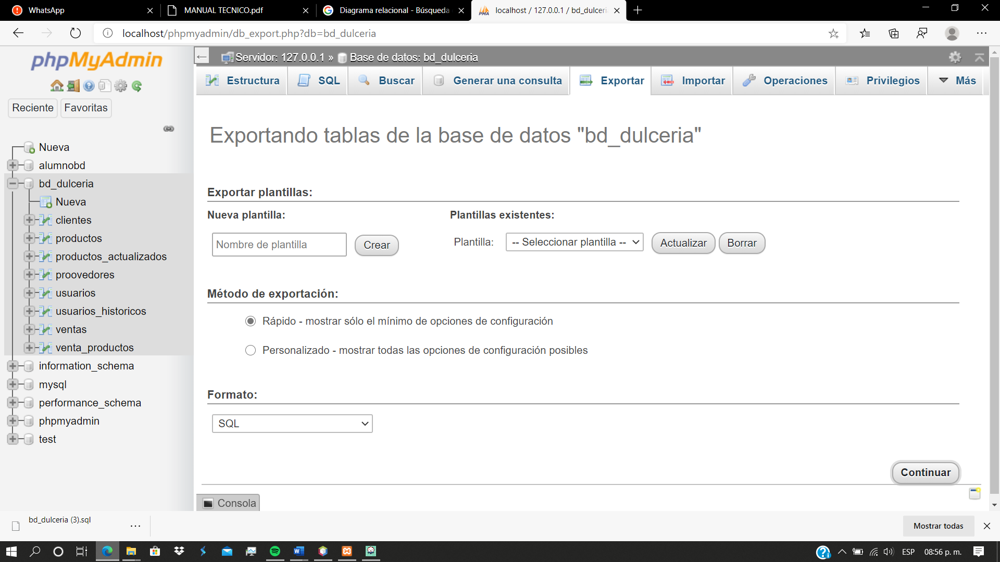 WhatsApp
MANUAL TECNICO.pdf
Diagrama relacional - Búsqueda
localhost / 127.0.0.1 / bd_dulceri
localhost/phpmyadmin/db_export.php?db=bd_dulceria
phpMyAdmin
Reciente
Favoritas
Nueva
alumnobd
bd_dulceria
Nueva
clientes
productos
productos_actualizados
proovedores
usuarios
usuarios_historicos
ventas
venta_productos
information_schema
mysql
performance_schema
phpmyadmin
test
Servidor: 127.0.0.1 » Base de datos: bd_dulceria
Estructura
SQL
Buscar
Generar una consulta
Exportar
Importar
Operaciones
Privilegios
Más
Exportando tablas de la base de datos "bd_dulceria"
Exportar plantillas:
Nueva plantilla:
Nombre de plantilla
Crear
Plantillas existentes:
Plantilla:
-- Seleccionar plantilla --
Actualizar
Borrar
Método de exportación:
Rápido - mostrar sólo el mínimo de opciones de configuración
Personalizado - mostrar todas las opciones de configuración posibles
Formato:
SQL
Continuar
Consola
bd_dulceria (3).sql
Mostrar todas
ESP
08:56 p. m.